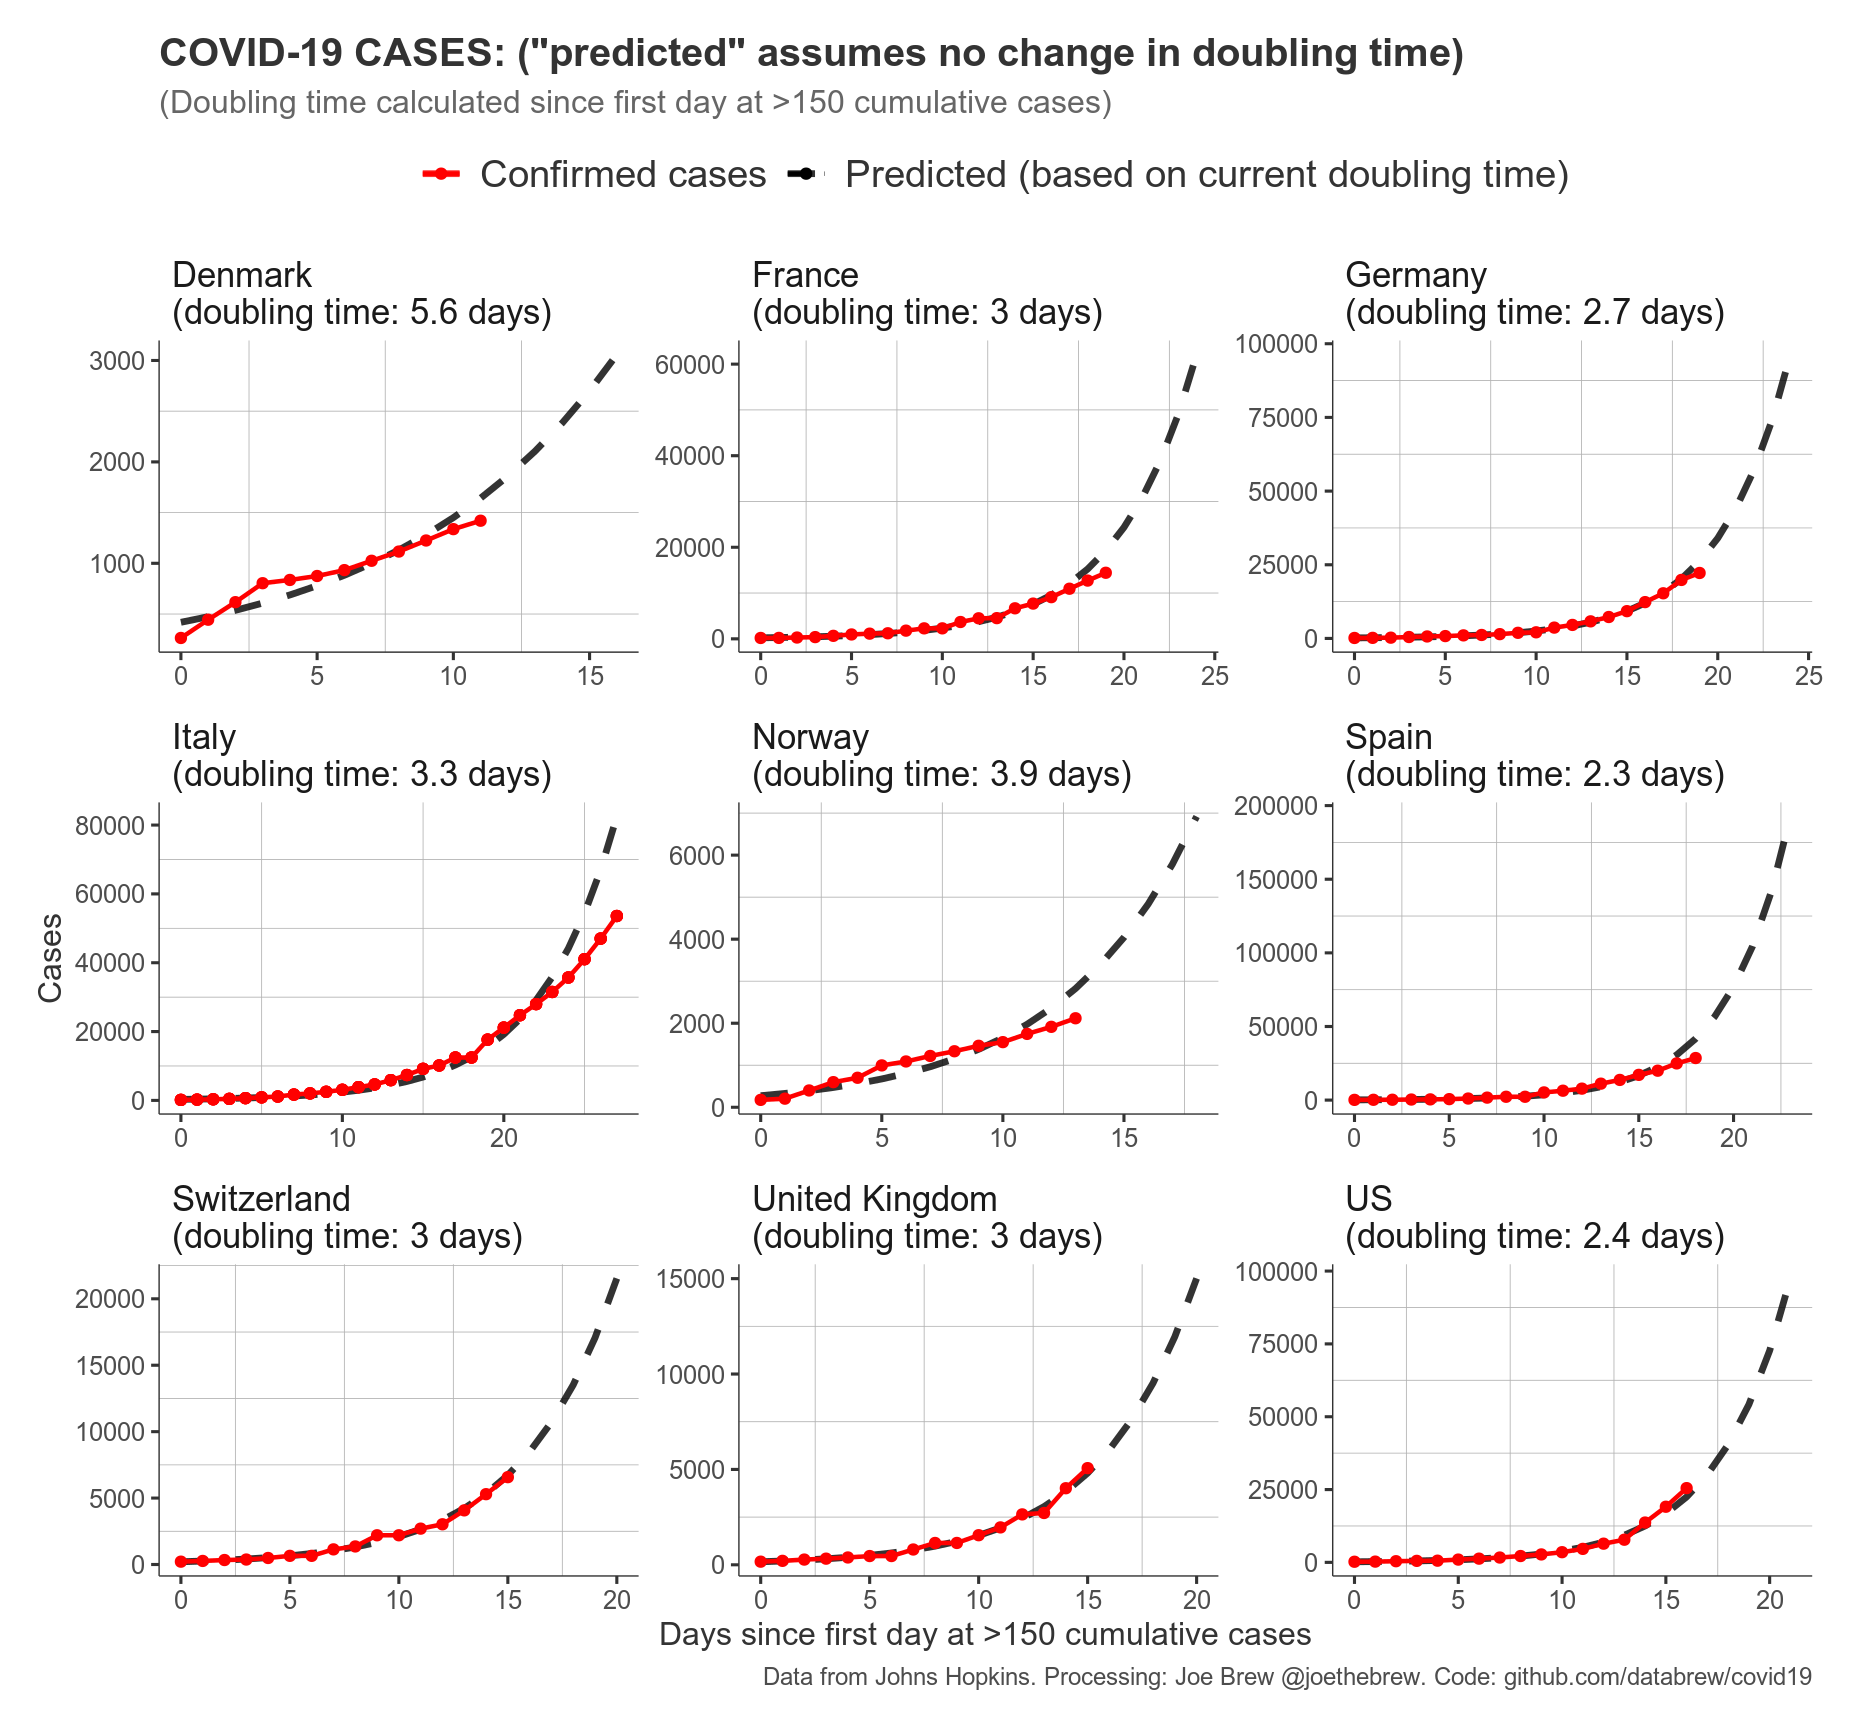 COVID-19 CASES: ("predicted" assumes no change in doubling time)
(Doubling time calculated since first day at >150 cumulative cases)
Confirmed cases Predicted (based on current doubling time)
Denmark
(doubling time: 5.6 days)
3000
2000
1000
0 5 10 15
France
(doubling time: 3 days)
60000
40000
20000
0
0 5 10 15 20 25
Germany
(doubling time: 2.7 days)
100000
75000
50000
25000
0
0 5 10 15 20 25
Cases
Italy
(doubling time: 3.3 days)
80000
60000
40000
20000
0
0 10 20
Norway
(doubling time: 3.9 days)
6000
4000
2000
0
0 5 10 15
Spain
(doubling time: 2.3 days)
200000
150000
100000
50000
0
0 5 10 15 20
Switzerland
(doubling time: 3 days)
20000
15000
10000
5000
0
0 5 10 15 20
United Kingdom
(doubling time: 3 days)
15000
10000
5000
0
0 5 10 15 20
US
(doubling time: 2.4 days)
100000
75000
50000
25000
0
0 5 10 15 20
Days since first day at >150 cumulative cases
Data from Johns Hopkins. Processing: Joe Brew @joethebrew. Code: github.com/databrew/covid19